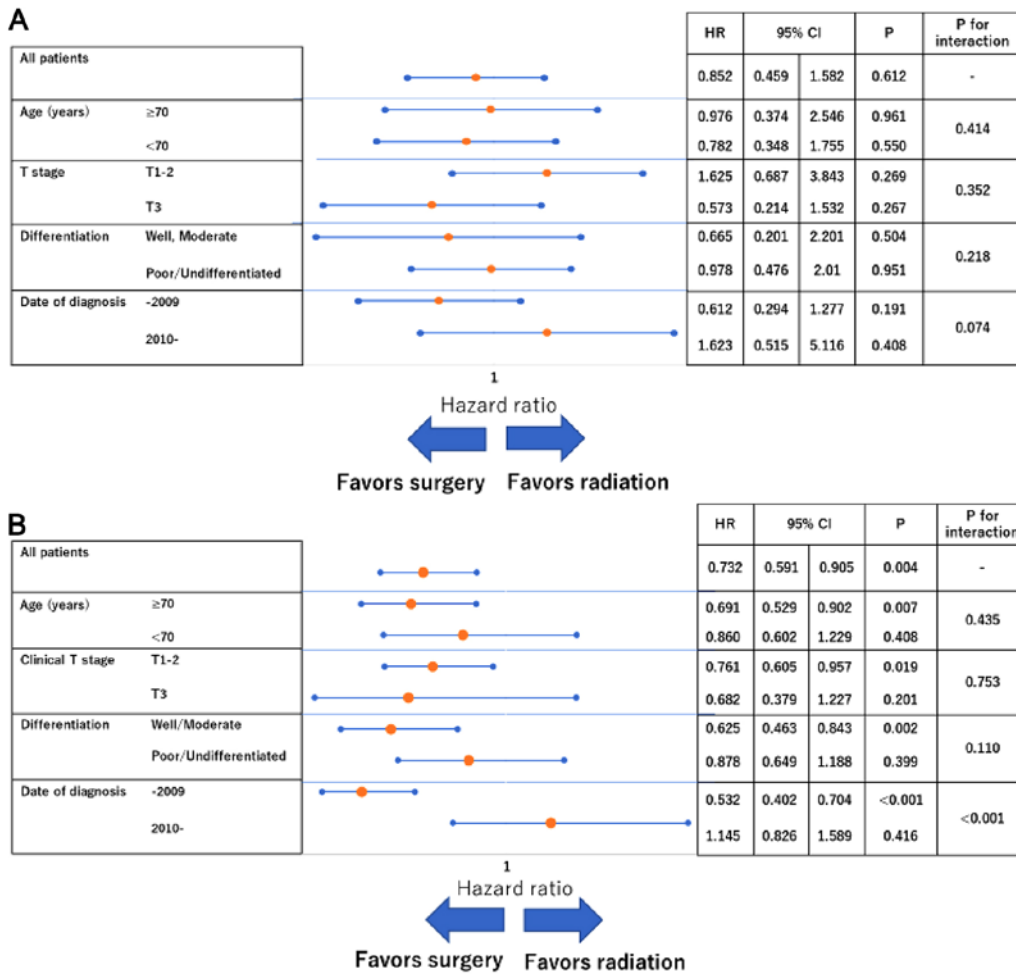 A
HR 95% CI P P for interaction
All patients 0.852 0.459 1.582 0.612 -
Age (years) ≥70 0.976 0.374 2.546 0.961 0.414
<70 0.782 0.348 1.755 0.550
T stage T1-2 1.625 0.687 3.843 0.269 0.352
T3 0.573 0.214 1.532 0.267
Differentiation Well, Moderate 0.665 0.201 2.201 0.504 0.218
Poor/Undifferentiated 0.978 0.476 2.01 0.951
Date of diagnosis -2009 0.612 0.294 1.277 0.191 0.074
2010- 1.623 0.515 5.116 0.408
1
Hazard ratio
Favors surgery Favors radiation
B
HR 95% CI P P for interaction
All patients 0.732 0.591 0.905 0.004 -
Age (years) ≥70 0.691 0.529 0.902 0.007 0.435
<70 0.860 0.602 1.229 0.408
Clinical T stage T1-2 0.761 0.605 0.957 0.019 0.753
T3 0.682 0.379 1.227 0.201
Differentiation Well/Moderate 0.625 0.463 0.843 0.002 0.110
Poor/Undifferentiated 0.878 0.649 1.188 0.399
Date of diagnosis -2009 0.532 0.402 0.704 <0.001 <0.001
2010- 1.145 0.826 1.589 0.416
1
Hazard ratio
Favors surgery Favors radiation